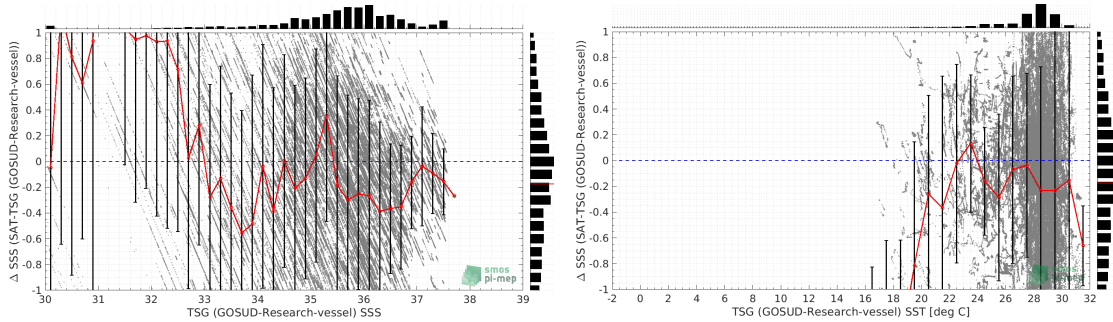 Δ SSS (SAT-TSG (GOSUD-Research-vessel))
1
0.8
0.6
0.4
0.2
0
-0.2
-0.4
-0.6
-0.8
-1
30 31 32 33 34 35 36 37 38 39
TSG (GOSUD-Research-vessel) SSS
smos
pi-mep
Δ SSS (SAT-TSG (GOSUD-Research-vessel))
1
0.8
0.6
0.4
0.2
0
-0.2
-0.4
-0.6
-0.8
-1
-2 0 2 4 6 8 10 12 14 16 18 20 22 24 26 28 30 32
TSG (GOSUD-Research-vessel) SST [deg C]
smos
pi-mep